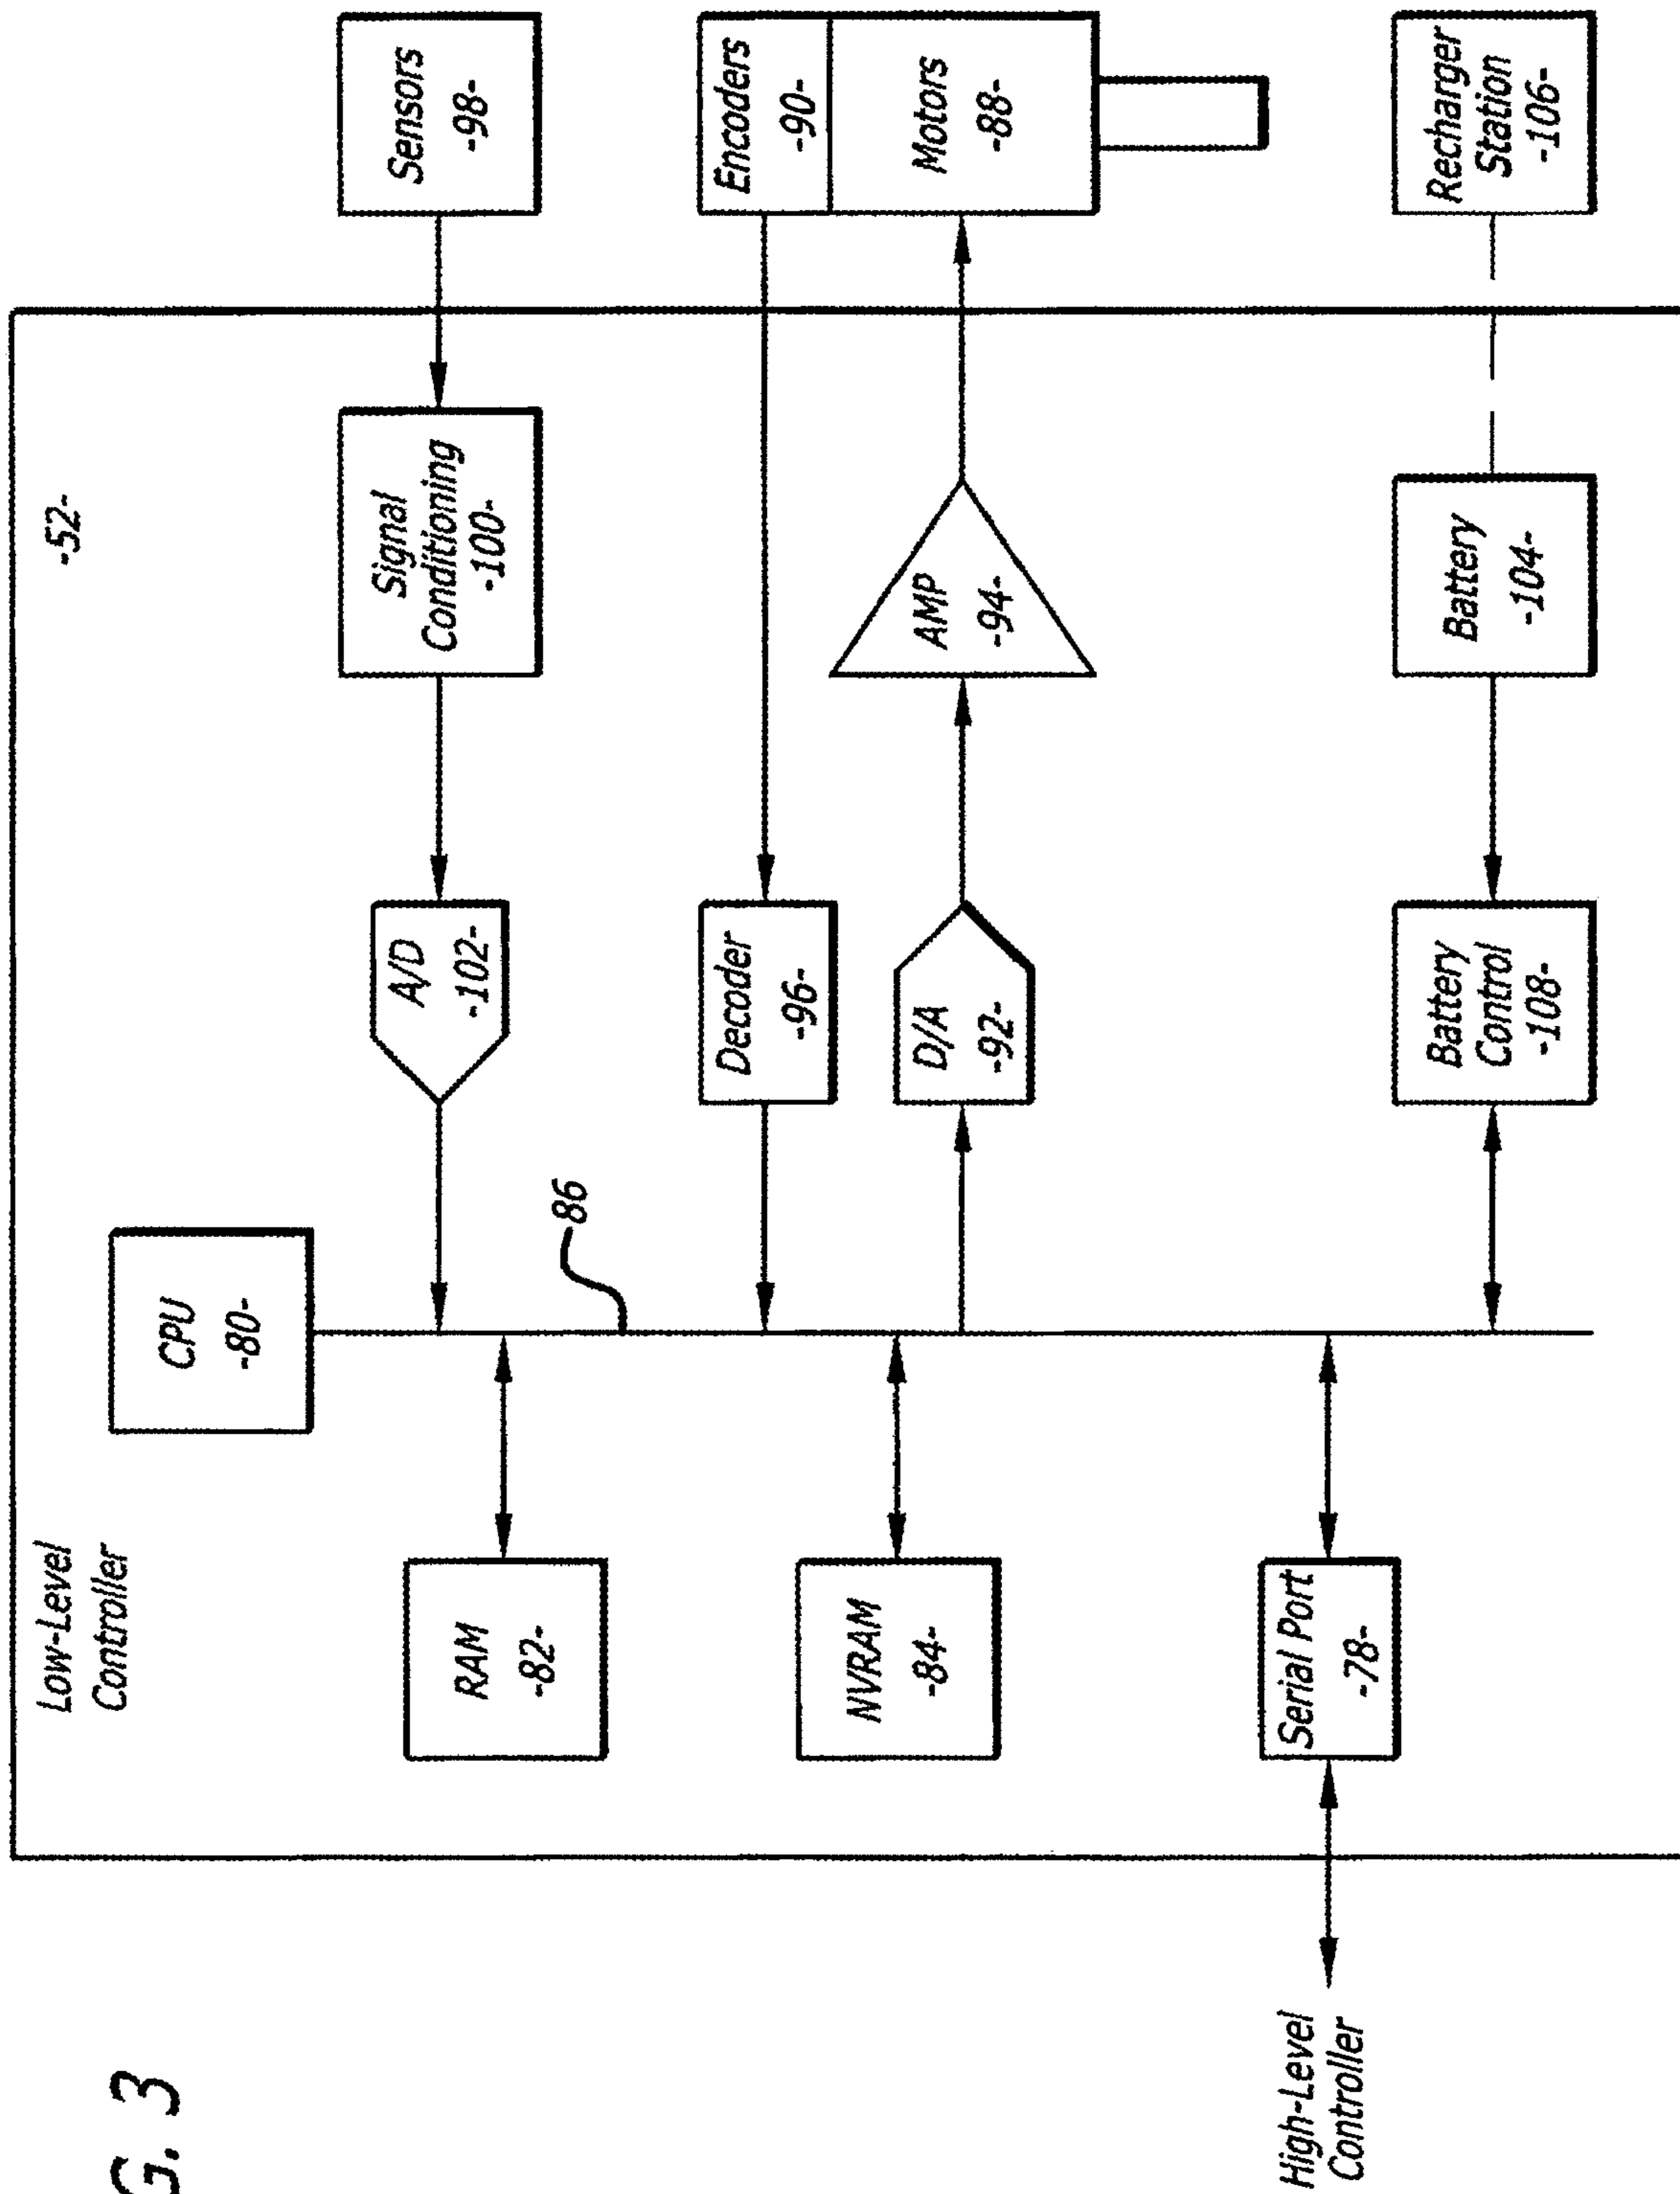 G. 3
Low-Level
Controller
-52-
CPU
-80-
86
RAM
-82-
NVRAM
-84-
Serial Port
-78-
High-Level
Controller
A/D
-102-
Signal
Conditioning
-100-
Sensors
-98-
Decoder
-96-
Encoders
-90-
D/A
-92-
AMP
-94-
Motors
-88-
Battery
Control
-108-
Battery
-104-
Recharger
Station
-106-